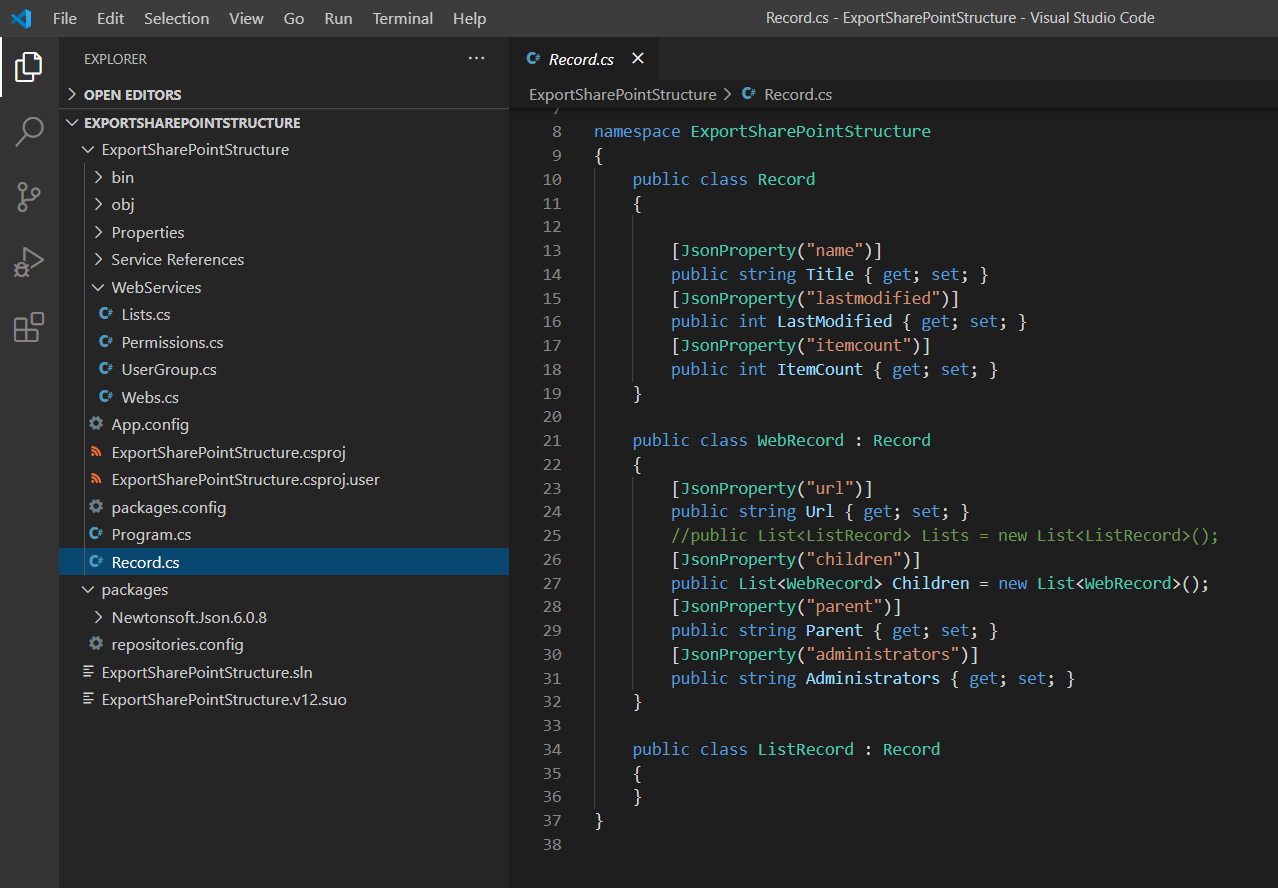 File Edit Selection View Go Run Terminal Help
Record.cs - ExportSharePointStructure - Visual Studio Code
EXPLORER
OPEN EDITORS
EXPORTSHAREPOINTSTRUCTURE
ExportSharePointStructure
bin
obj
Properties
Service References
WebServices
C# Lists.cs
C# Permissions.cs
C# UserGroup.cs
C# Webs.cs
App.config
ExportSharePointStructure.csproj
ExportSharePointStructure.csproj.user
packages.config
C# Program.cs
C# Record.cs
packages
Newtonsoft.Json.6.0.8
repositories.config
ExportSharePointStructure.sln
ExportSharePointStructure.v12.suo
C# Record.cs
ExportSharePointStructure > C# Record.cs
7
8 namespace ExportSharePointStructure
9 {
10 public class Record
11 {
12
13 [JsonProperty("name")]
14 public string Title { get; set; }
15 [JsonProperty("lastmodified")]
16 public int LastModified { get; set; }
17 [JsonProperty("itemcount")]
18 public int ItemCount { get; set; }
19 }
20
21 public class WebRecord : Record
22 {
23 [JsonProperty("url")]
24 public string Url { get; set; }
25 //public List<ListRecord> Lists = new List<ListRecord>();
26 [JsonProperty("children")]
27 public List<WebRecord> Children = new List<WebRecord>();
28 [JsonProperty("parent")]
29 public string Parent { get; set; }
30 [JsonProperty("administrators")]
31 public string Administrators { get; set; }
32 }
33
34 public class ListRecord : Record
35 {
36 }
37 }
38